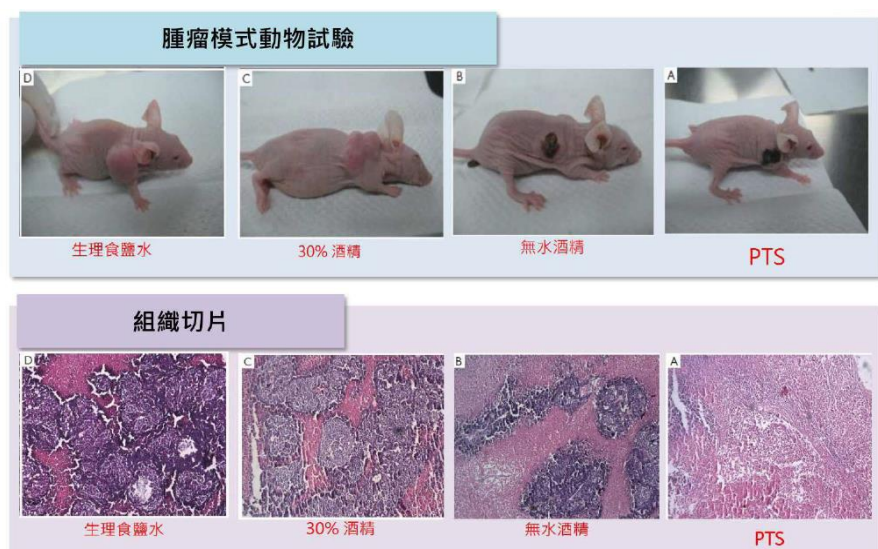 腫瘤模式動物試驗
D
C
B
A
生理食鹽水
30% 酒精
無水酒精
PTS
組織切片
D
C
B
A
生理食鹽水
30% 酒精
無水酒精
PTS